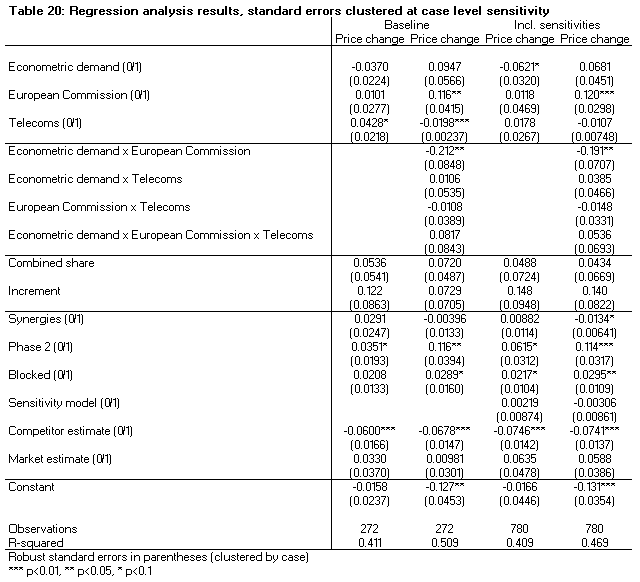 Table 20: Regression analysis results, standard errors clustered at case level sensitivity
Baseline Incl. sensitivities
Price change Price change Price change Price change
Econometric demand (0/1) -0.0370 0.0947 -0.0621* 0.0681
(0.0224) (0.0566) (0.0320) (0.0451)
European Commission (0/1) 0.0101 0.116** 0.0118 0.120***
(0.0277) (0.0415) (0.0469) (0.0298)
Telecoms (0/1) 0.0428* -0.0198*** 0.0178 -0.0107
(0.0218) (0.00237) (0.0267) (0.00748)
Econometric demand x European Commission -0.212** -0.191**
(0.0848) (0.0707)
Econometric demand x Telecoms 0.0106 0.0385
(0.0535) (0.0466)
European Commission x Telecoms -0.0108 -0.0148
(0.0389) (0.0331)
Econometric demand x European Commission x Telecoms 0.0817 0.0536
(0.0843) (0.0693)
Combined share 0.0536 0.0720 0.0488 0.0434
(0.0541) (0.0487) (0.0724) (0.0669)
Increment 0.122 0.0729 0.148 0.140
(0.0863) (0.0705) (0.0948) (0.0822)
Synergies (0/1) 0.0291 -0.00396 0.00882 -0.0134*
(0.0247) (0.0133) (0.0114) (0.00641)
Phase 2 (0/1) 0.0351* 0.116** 0.0615* 0.114***
(0.0193) (0.0394) (0.0312) (0.0317)
Blocked (0/1) 0.0208 0.0289* 0.0217* 0.0295**
(0.0133) (0.0160) (0.0104) (0.0109)
Sensitivity model (0/1) 0.00219 -0.00306
(0.00874) (0.00861)
Competitor estimate (0/1) -0.0600*** -0.0678*** -0.0746*** -0.0741***
(0.0166) (0.0147) (0.0142) (0.0137)
Market estimate (0/1) 0.0330 0.00981 0.0635 0.0588
(0.0370) (0.0301) (0.0478) (0.0386)
Constant -0.0158 -0.127** -0.0166 -0.131***
(0.0237) (0.0453) (0.0446) (0.0354)
Observations 272 272 780 780
R-squared 0.411 0.509 0.409 0.469
Robust standard errors in parentheses (clustered by case)
*** p<0.01, ** p<0.05, * p<0.1